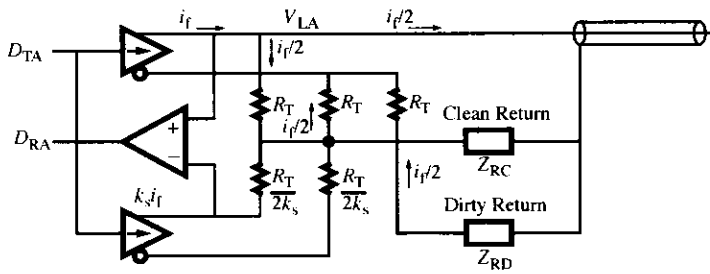 i_f V_LA i_f/2
D_TA i_f/2
R_T R_T R_T Clean Return
D_RA + i_f/2
− R_T/2k_s R_T/2k_s i_f/2 Z_RC
k_s i_f Dirty Return
Z_RD